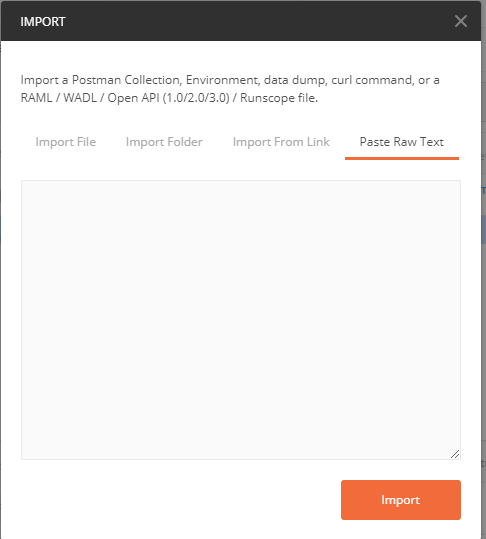 IMPORT
Import a Postman Collection, Environment, data dump, curl command, or a
RAML / WADL / Open API (1.0/2.0/3.0) / Runscope file.
Import File Import Folder Import From Link Paste Raw Text
Import